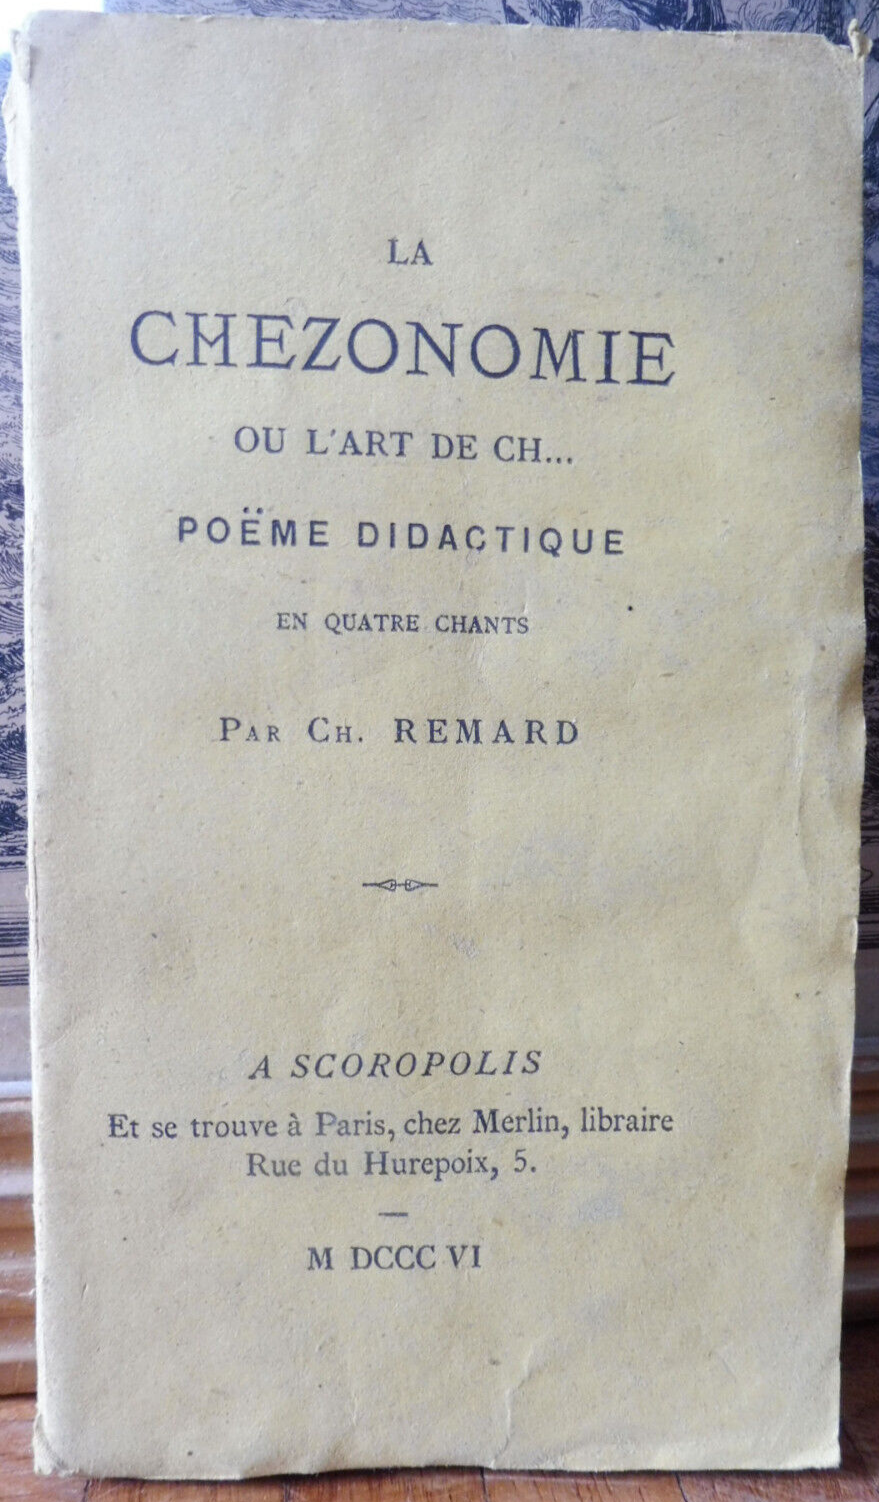 LA
CHEZONOMIE
OU L'ART DE CH...
POËME DIDACTIQUE
EN QUATRE CHANTS
PAR CH. REMARD
A SCOROPOLIS
Et se trouve à Paris, chez Merlin, libraire
Rue du Hurepoix, 5.
M DCCC VI